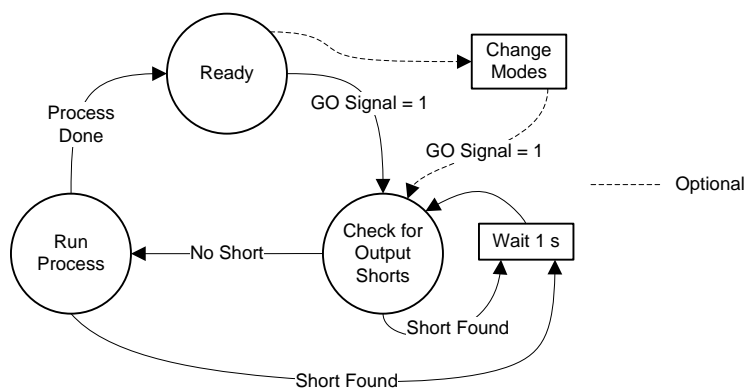 Ready
Change
Modes
GO Signal = 1
Process
Done
GO Signal = 1
Optional
Run
Process
No Short
Check for
Output
Shorts
Wait 1 s
Short Found
Short Found